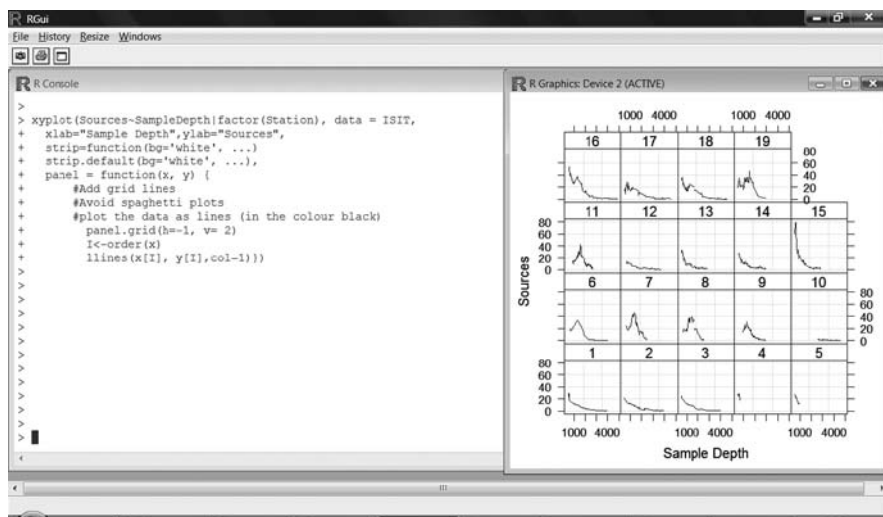 RGui
File History Resize Windows
R Console
R Graphics: Device 2 (ACTIVE)
>
> xyplot(Sources~SampleDepth|factor(Station), data = ISIT,
+ xlab="Sample Depth",ylab="Sources",
+ strip=function(bg='white', ...)
+ strip.default(bg='white', ...),
+ panel = function(x, y) {
+ #Add grid lines
+ #Avoid spaghetti plots
+ #plot the data as lines (in the colour black)
+ panel.grid(h=-1, v= 2)
+ I<-order(x)
+ llines(x[I], y[I],col-1)})
>
>
>
>
>
>
>
>
>
>
>
>
>
>
1000 4000 1000 4000
16 17 18 19
80
60
40
20
0
11 12 13 14 15
80
60
40
20
0
6 7 8 9 10
80
60
40
20
0
1 2 3 4 5
80
60
40
20
0
1000 4000 1000 4000 1000 4000
Sources
Sample Depth